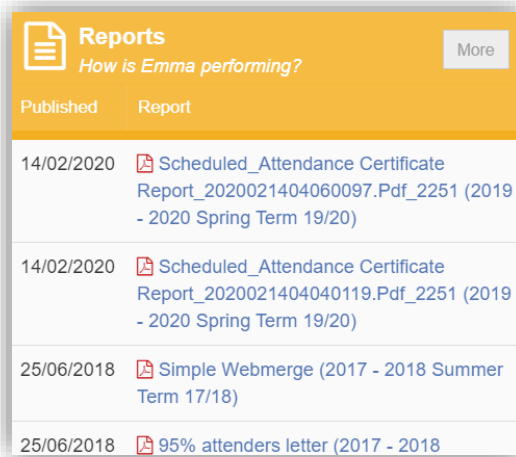 Reports
How is Emma performing?
More
Published Report
14/02/2020 Scheduled_Attendance Certificate
Report_2020021404060097.Pdf_2251 (2019
- 2020 Spring Term 19/20)
14/02/2020 Scheduled_Attendance Certificate
Report_2020021404040119.Pdf_2251 (2019
- 2020 Spring Term 19/20)
25/06/2018 Simple Webmerge (2017 - 2018 Summer
Term 17/18)
25/06/2018 95% attenders letter (2017 - 2018